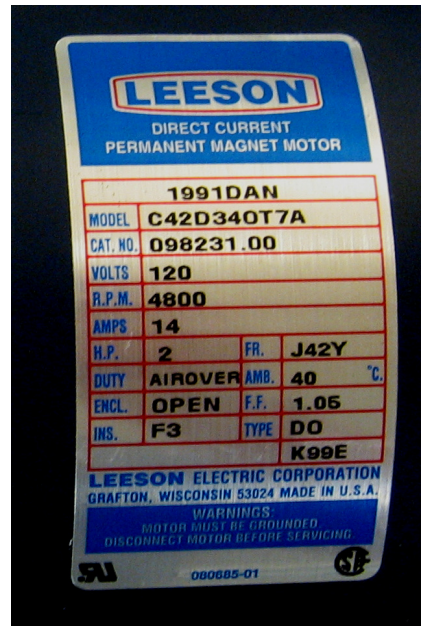 LEESON
DIRECT CURRENT
PERMANENT MAGNET MOTOR
1991DAN
MODEL C42D34OT7A
CAT. NO. 098231.00
VOLTS 120
R.P.M. 4800
AMPS 14
H.P. 2 FR. J42Y
DUTY AIROVER AMB. 40 °C.
ENCL. OPEN F.F. 1.05
INS. F3 TYPE DO
K99E
LEESON ELECTRIC CORPORATION
GRAFTON, WISCONSIN 53024 MADE IN U.S.A.
WARNINGS:
MOTOR MUST BE GROUNDED
DISCONNECT MOTOR BEFORE SERVICING.
080685-01